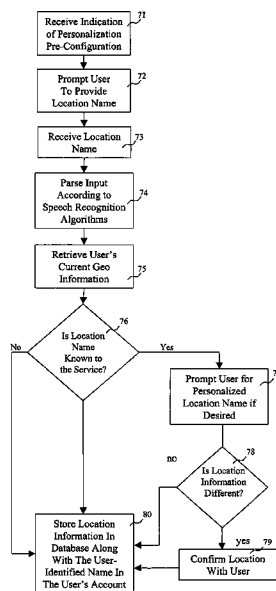 71
Receive Indication
of Personalization
Pre-Configuration
72
Prompt User
To Provide
Location Name
73
Receive Location
Name
74
Parse Input
According to
Speech Recognition
Algorithms
Retrieve User's
Current Geo
Information
75
76
Is Location
Name
Known to
the Service?
No
Yes
Prompt User for
Personalized
Location Name if
Desired
78
no
Is Location
Information
Different?
yes
79
Confirm Location
With User
80
Store Location
Information In
Database Along
With The User-
Identified Name In
The User's Account